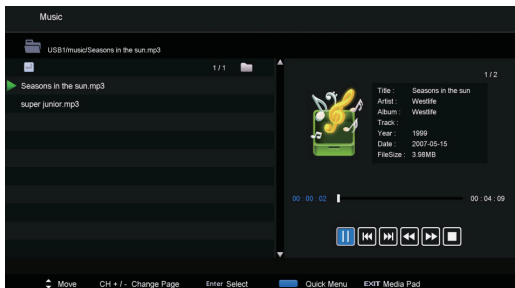 Music
USB1/music/Seasons in the sun.mp3
1 / 1
Seasons in the sun.mp3
super junior.mp3
1 / 2
Title : Seasons in the sun
Artist : Westlife
Album : Westlife
Track :
Year : 1999
Date : 2007-05-15
FileSize : 3.98MB
00 : 00 : 02
00 : 04 : 09
Move CH + / - Change Page Enter Select Quick Menu EXIT Media Pad